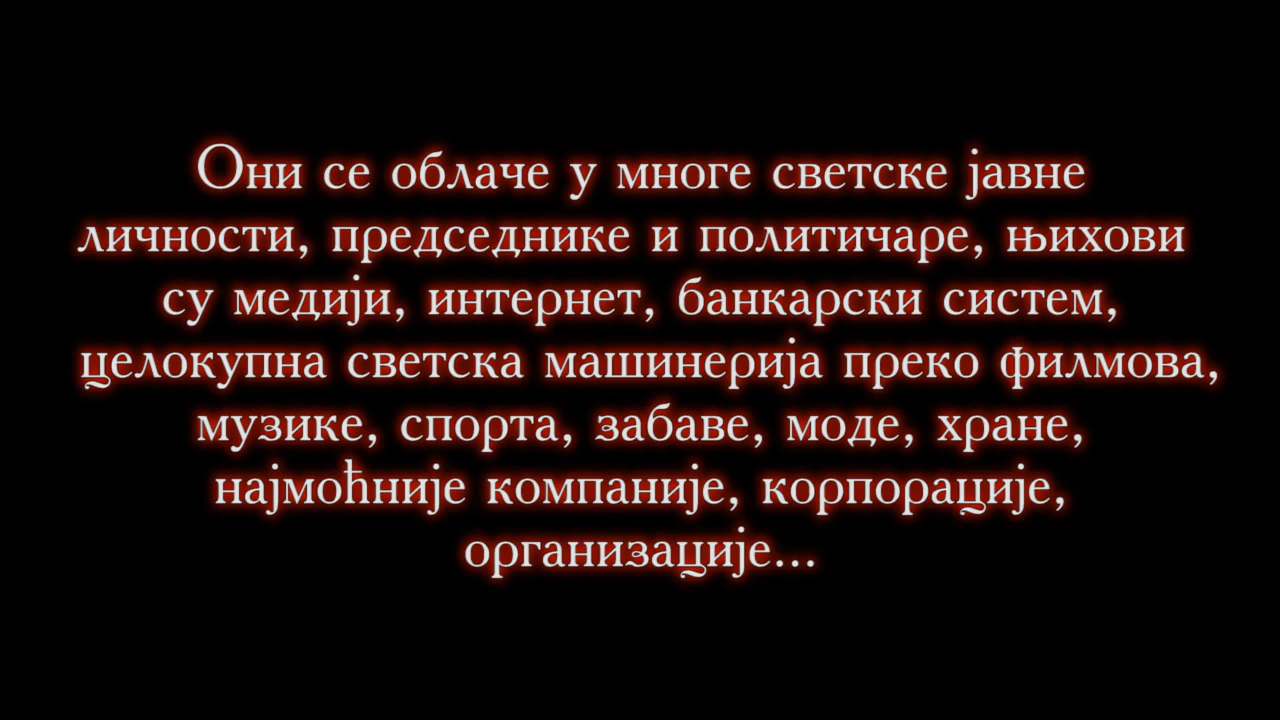 Они се облаче у многе светске јавне
личности, председнике и политичаре, њихови
су медији, интернет, банкарски систем,
целокупна светска машинерија преко филмова,
музике, спорта, забаве, моде, хране,
најмоћније компаније, корпорације,
организације...